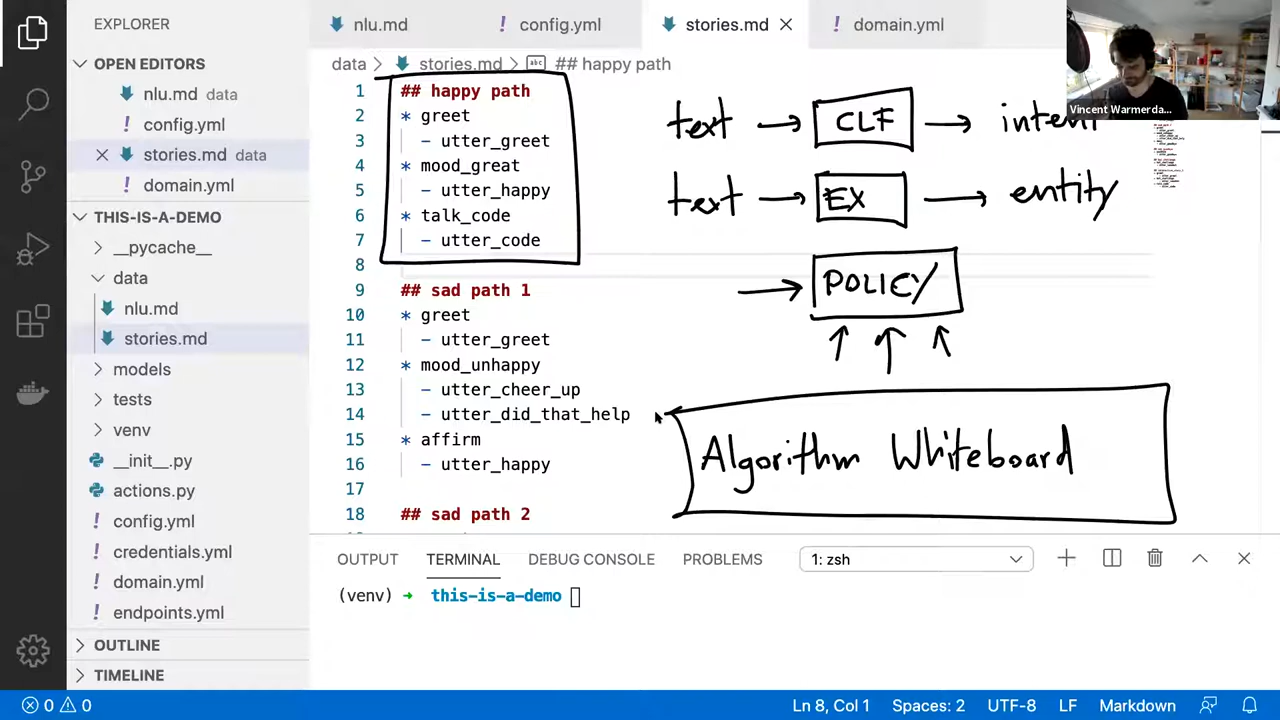 EXPLORER
nlu.md
config.yml
stories.md
domain.yml
Vincent Warmerda...
OPEN EDITORS
nlu.md data
config.yml
stories.md data
domain.yml
THIS-IS-A-DEMO
__pycache__
data
nlu.md
stories.md
models
tests
venv
__init__.py
actions.py
config.yml
credentials.yml
domain.yml
endpoints.yml
OUTLINE
TIMELINE
data > stories.md > ## happy path
1 ## happy path
2 * greet
3 - utter_greet
4 * mood_great
5 - utter_happy
6 * talk_code
7 - utter_code
8
9 ## sad path 1
10 * greet
11 - utter_greet
12 * mood_unhappy
13 - utter_cheer_up
14 - utter_did_that_help
15 * affirm
16 - utter_happy
17
18 ## sad path 2
text → CLF → intent
text → EX → entity
→ POLICY
Algorithm Whiteboard
OUTPUT TERMINAL DEBUG CONSOLE PROBLEMS 1: zsh
(venv) → this-is-a-demo
0 0 Ln 8, Col 1 Spaces: 2 UTF-8 LF Markdown